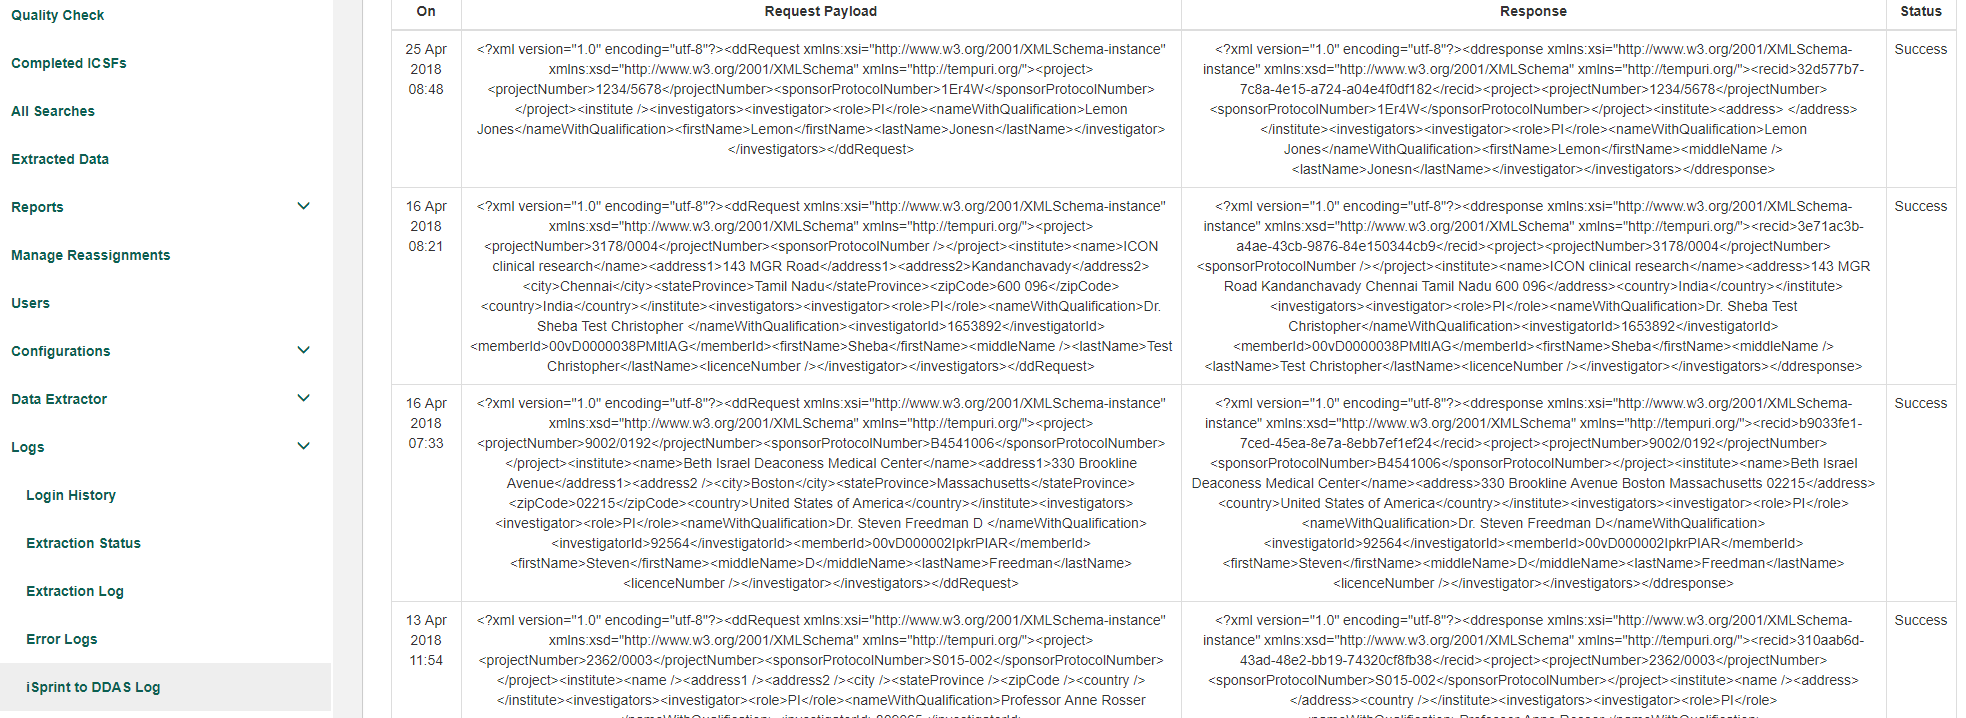 Quality Check
Completed ICSFs
All Searches
Extracted Data
Reports
Manage Reassignments
Users
Configurations
Data Extractor
Logs
Login History
Extraction Status
Extraction Log
Error Logs
iSprint to DDAS Log
On
Request Payload
Response
Status
25 Apr
2018
08:48
<?xml version="1.0" encoding="utf-8"?><ddRequest xmlns:xsi="http://www.w3.org/2001/XMLSchema-instance"
xmlns:xsd="http://www.w3.org/2001/XMLSchema" xmlns="http://tempuri.org/"><project>
<projectNumber>1234/5678</projectNumber><sponsorProtocolNumber>1Er4W</sponsorProtocolNumber>
</project><institute /><investigators><investigator><role>PI</role><nameWithQualification>Lemon
Jones</nameWithQualification><firstName>Lemon</firstName><lastName>Jonesn</lastName></investigator>
</investigators></ddRequest>
<?xml version="1.0" encoding="utf-8"?><ddresponse xmlns:xsi="http://www.w3.org/2001/XMLSchema-
instance" xmlns:xsd="http://www.w3.org/2001/XMLSchema" xmlns="http://tempuri.org/"><recid>32d577b7-
7c8a-4e15-a724-a04e4f0df182</recid><project><projectNumber>1234/5678</projectNumber>
<sponsorProtocolNumber>1Er4W</sponsorProtocolNumber></project><institute><address> </address>
</institute><investigators><investigator><role>PI</role><nameWithQualification>Lemon
Jones</nameWithQualification><firstName>Lemon</firstName><middleName />
<lastName>Jonesn</lastName></investigator></investigators></ddresponse>
Success
16 Apr
2018
08:21
<?xml version="1.0" encoding="utf-8"?><ddRequest xmlns:xsi="http://www.w3.org/2001/XMLSchema-instance"
xmlns:xsd="http://www.w3.org/2001/XMLSchema" xmlns="http://tempuri.org/"><project>
<projectNumber>3178/0004</projectNumber><sponsorProtocolNumber /></project><institute><name>ICON
clinical research</name><address1>143 MGR Road</address1><address2>Kandanchavady</address2>
<city>Chennai</city><stateProvince>Tamil Nadu</stateProvince><zipCode>600 096</zipCode>
<country>India</country></institute><investigators><investigator><role>PI</role><nameWithQualification>Dr.
Sheba Test Christopher </nameWithQualification><investigatorId>1653892</investigatorId>
<memberId>00vD0000038PMItIAG</memberId><firstName>Sheba</firstName><middleName /><lastName>Test
Christopher</lastName><licenceNumber /></investigator></investigators></ddRequest>
<?xml version="1.0" encoding="utf-8"?><ddresponse xmlns:xsi="http://www.w3.org/2001/XMLSchema-
instance" xmlns:xsd="http://www.w3.org/2001/XMLSchema" xmlns="http://tempuri.org/"><recid>3e71ac3b-
a4ae-43cb-9876-84e150344cb9</recid><project><projectNumber>3178/0004</projectNumber>
<sponsorProtocolNumber /></project><institute><name>ICON clinical research</name><address>143 MGR
Road Kandanchavady Chennai Tamil Nadu 600 096</address><country>India</country></institute>
<investigators><investigator><role>PI</role><nameWithQualification>Dr. Sheba Test
Christopher</nameWithQualification><investigatorId>1653892</investigatorId>
<memberId>00vD0000038PMItIAG</memberId><firstName>Sheba</firstName><middleName />
<lastName>Test Christopher</lastName><licenceNumber /></investigator></investigators></ddresponse>
Success
16 Apr
2018
07:33
<?xml version="1.0" encoding="utf-8"?><ddRequest xmlns:xsi="http://www.w3.org/2001/XMLSchema-instance"
xmlns:xsd="http://www.w3.org/2001/XMLSchema" xmlns="http://tempuri.org/"><project>
<projectNumber>9002/0192</projectNumber><sponsorProtocolNumber>B4541006</sponsorProtocolNumber>
</project><institute><name>Beth Israel Deaconess Medical Center</name><address1>330 Brookline
Avenue</address1><address2 /><city>Boston</city><stateProvince>Massachusetts</stateProvince>
<zipCode>02215</zipCode><country>United States of America</country></institute><investigators>
<investigator><role>PI</role><nameWithQualification>Dr. Steven Freedman D </nameWithQualification>
<investigatorId>92564</investigatorId><memberId>00vD000002IpkrPIAR</memberId>
<firstName>Steven</firstName><middleName>D</middleName><lastName>Freedman</lastName>
<licenceNumber /></investigator></investigators></ddRequest>
<?xml version="1.0" encoding="utf-8"?><ddresponse xmlns:xsi="http://www.w3.org/2001/XMLSchema-
instance" xmlns:xsd="http://www.w3.org/2001/XMLSchema" xmlns="http://tempuri.org/"><recid>b9033fe1-
7ced-45ea-8e7a-8ebb7ef1ef24</recid><project><projectNumber>9002/0192</projectNumber>
<sponsorProtocolNumber>B4541006</sponsorProtocolNumber></project><institute><name>Beth Israel
Deaconess Medical Center</name><address>330 Brookline Avenue Boston Massachusetts 02215</address>
<country>United States of America</country></institute><investigators><investigator><role>PI</role>
<nameWithQualification>Dr. Steven Freedman D</nameWithQualification>
<investigatorId>92564</investigatorId><memberId>00vD000002IpkrPIAR</memberId>
<firstName>Steven</firstName><middleName>D</middleName><lastName>Freedman</lastName>
<licenceNumber /></investigator></investigators></ddresponse>
Success
13 Apr
2018
11:54
<?xml version="1.0" encoding="utf-8"?><ddRequest xmlns:xsi="http://www.w3.org/2001/XMLSchema-instance"
xmlns:xsd="http://www.w3.org/2001/XMLSchema" xmlns="http://tempuri.org/"><project>
<projectNumber>2362/0003</projectNumber><sponsorProtocolNumber>S015-002</sponsorProtocolNumber>
</project><institute><name /><address1 /><address2 /><city /><stateProvince /><zipCode /><country />
</institute><investigators><investigator><role>PI</role><nameWithQualification>Professor Anne Rosser
<?xml version="1.0" encoding="utf-8"?><ddresponse xmlns:xsi="http://www.w3.org/2001/XMLSchema-
instance" xmlns:xsd="http://www.w3.org/2001/XMLSchema" xmlns="http://tempuri.org/"><recid>310aab6d-
43ad-48e2-bb19-74320cf8fb38</recid><project><projectNumber>2362/0003</projectNumber>
<sponsorProtocolNumber>S015-002</sponsorProtocolNumber></project><institute><name /><address>
</address><country /></institute><investigators><investigator><role>PI</role>
Success